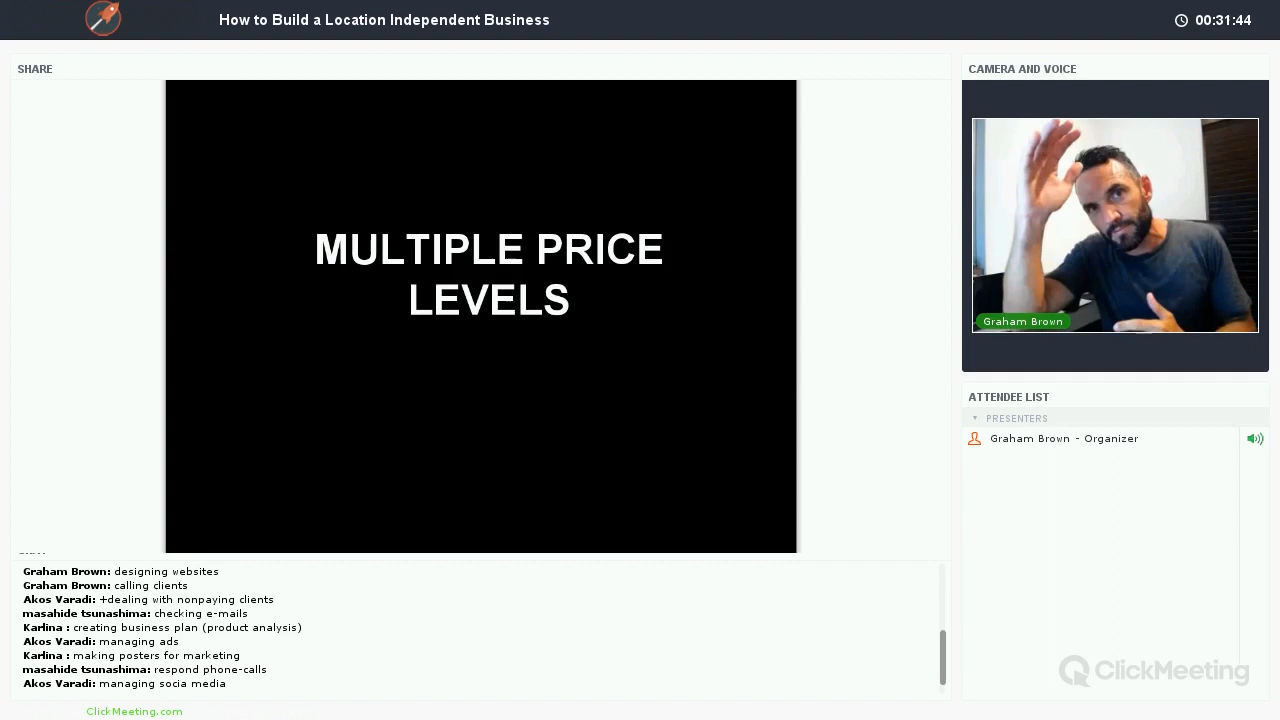 How to Build a Location Independent Business
00:31:44
SHARE
CAMERA AND VOICE
MULTIPLE PRICE
LEVELS
Graham Brown
ATTENDEE LIST
PRESENTERS
Graham Brown - Organizer
Graham Brown: designing websites
Graham Brown: calling clients
Akos Varadi: +dealing with nonpaying clients
masahide tsunashima: checking e-mails
Karlina : creating business plan (product analysis)
Akos Varadi: managing ads
Karlina : making posters for marketing
masahide tsunashima: respond phone-calls
Akos Varadi: managing socia media
ClickMeeting
ClickMeeting.com